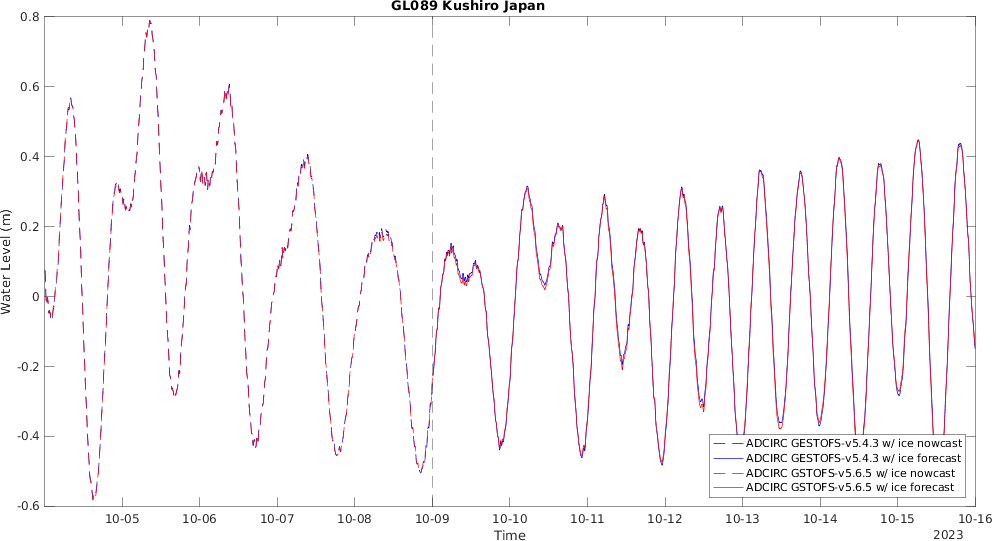 GL089 Kushiro Japan
0.8
0.6
0.4
0.2
0
-0.2
-0.4
-0.6
Water Level (m)
ADCIRC GESTOFS-v5.4.3 w/ ice nowcast
ADCIRC GESTOFS-v5.4.3 w/ ice forecast
ADCIRC GSTOFS-v5.6.5 w/ ice nowcast
ADCIRC GSTOFS-v5.6.5 w/ ice forecast
10-05 10-06 10-07 10-08 10-09 10-10 10-11 10-12 10-13 10-14 10-15 10-16
Time
2023